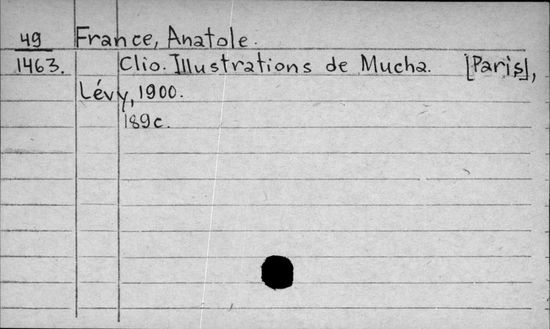 49 France, Anatole.
1463. Clio. Illustrations de Mucha. [Paris],
Lévy, 1900.
189c.